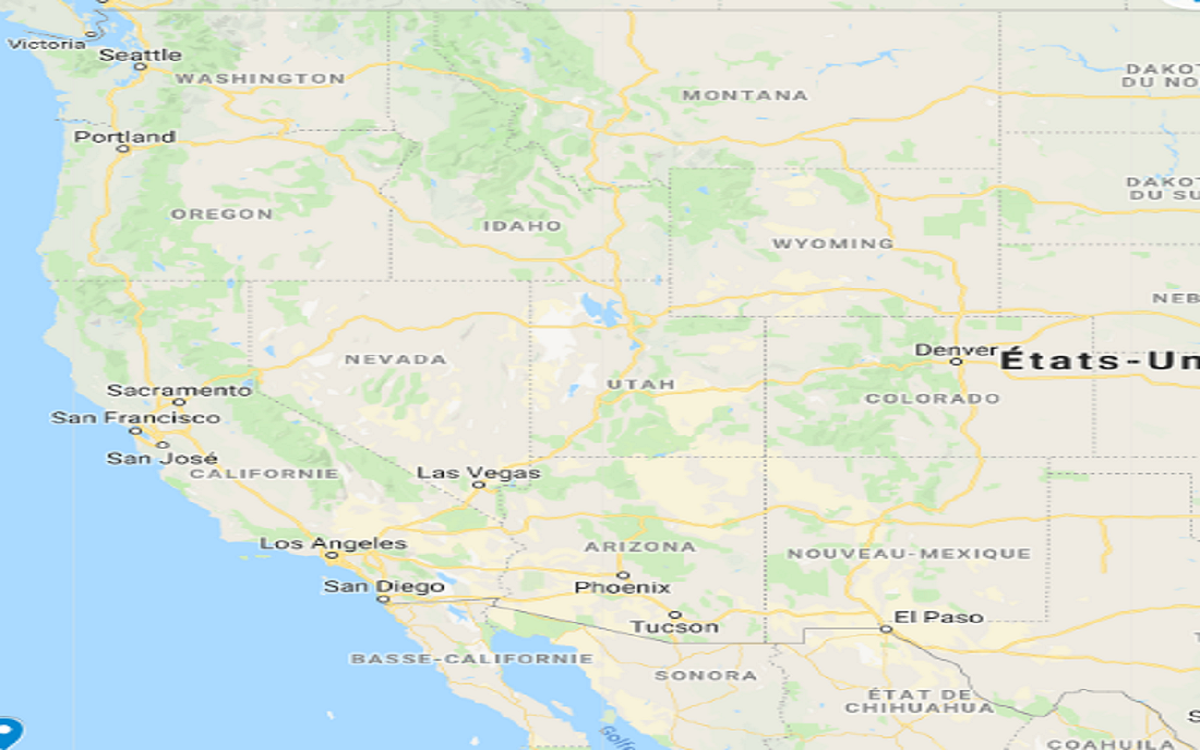 Victoria
Seattle
WASHINGTON
MONTANA
DAKOT
DU NO
Portland
DAKOT
DU SU
OREGON
IDAHO
WYOMING
NEB
NEVADA
Denver
États-Un
UTAH
Sacramento
COLORADO
San Francisco
San José
CALIFORNIE
Las Vegas
Los Angeles
ARIZONA
NOUVEAU-MEXIQUE
San Diego
Phoenix
El Paso
Tucson
BASSE-CALIFORNIE
SONORA
ÉTAT DE
CHIHUAHUA
Golfe
COAHUILA